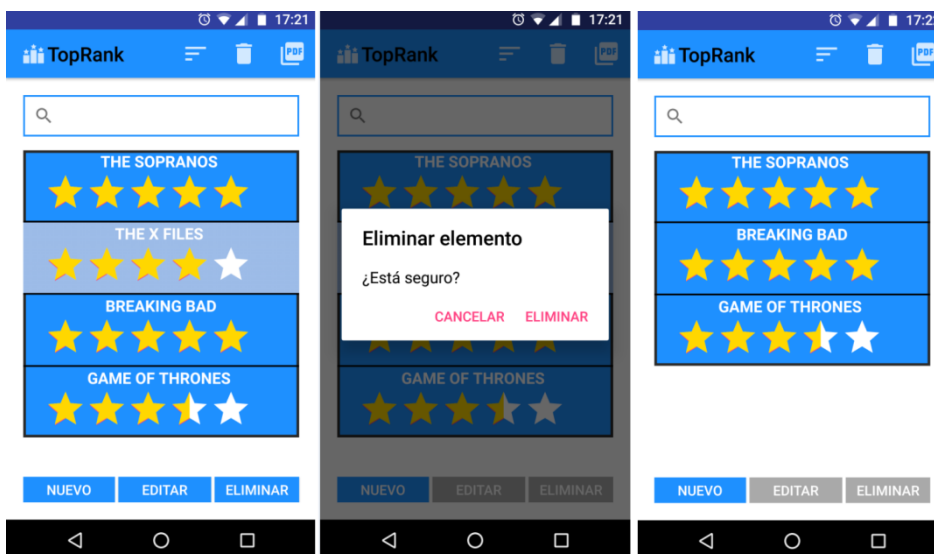 17:21
TopRank
PDF
THE SOPRANOS
THE X FILES
BREAKING BAD
GAME OF THRONES
NUEVO EDITAR ELIMINAR
17:21
TopRank
PDF
THE SOPRANOS
Eliminar elemento
¿Está seguro?
CANCELAR ELIMINAR
GAME OF THRONES
NUEVO EDITAR ELIMINAR
17:2
TopRank
PDF
THE SOPRANOS
BREAKING BAD
GAME OF THRONES
NUEVO EDITAR ELIMINAR